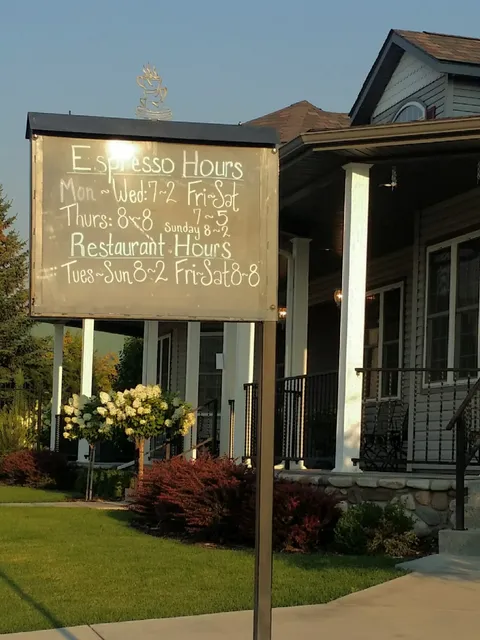 Espresso Hours
Mon ~ Wed: 7~2 Fri~Sat
Thurs: 8~8 7~5
Sunday 8~2
Restaurant Hours
Tues~Sun 8~2 Fri~Sat 8~8